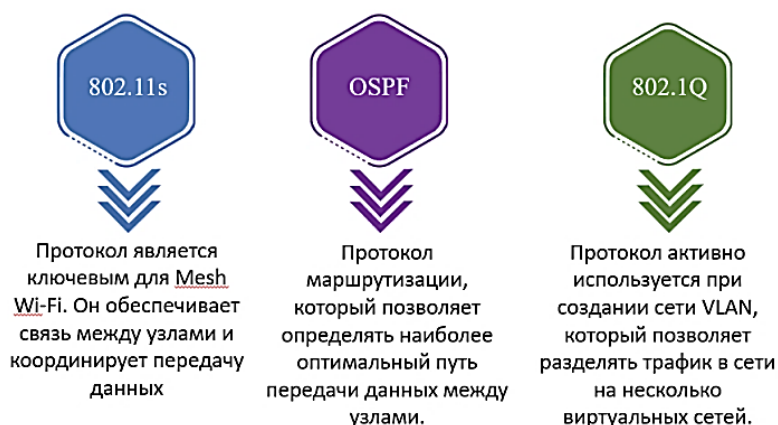 802.11s
Протокол является
ключевым для Mesh
Wi-Fi. Он обеспечивает
связь между узлами и
координирует передачу
данных
OSPF
Протокол
маршрутизации,
который позволяет
определять наиболее
оптимальный путь
передачи данных между
узлами.
802.1Q
Протокол активно
используется при
создании сети VLAN,
который позволяет
разделять трафик в сети
на несколько
виртуальных сетей.